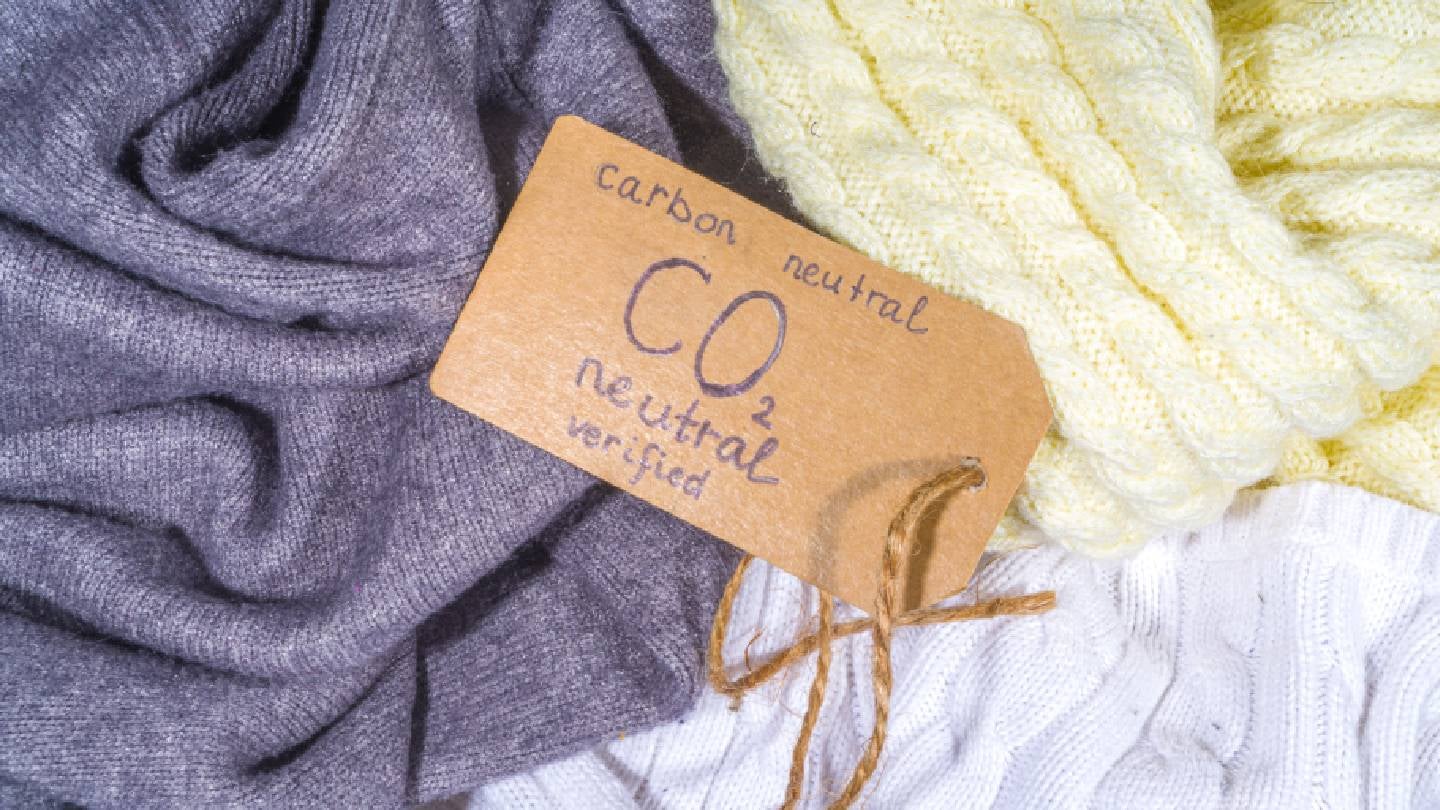 carbon neutral
CO₂
neutral
verified